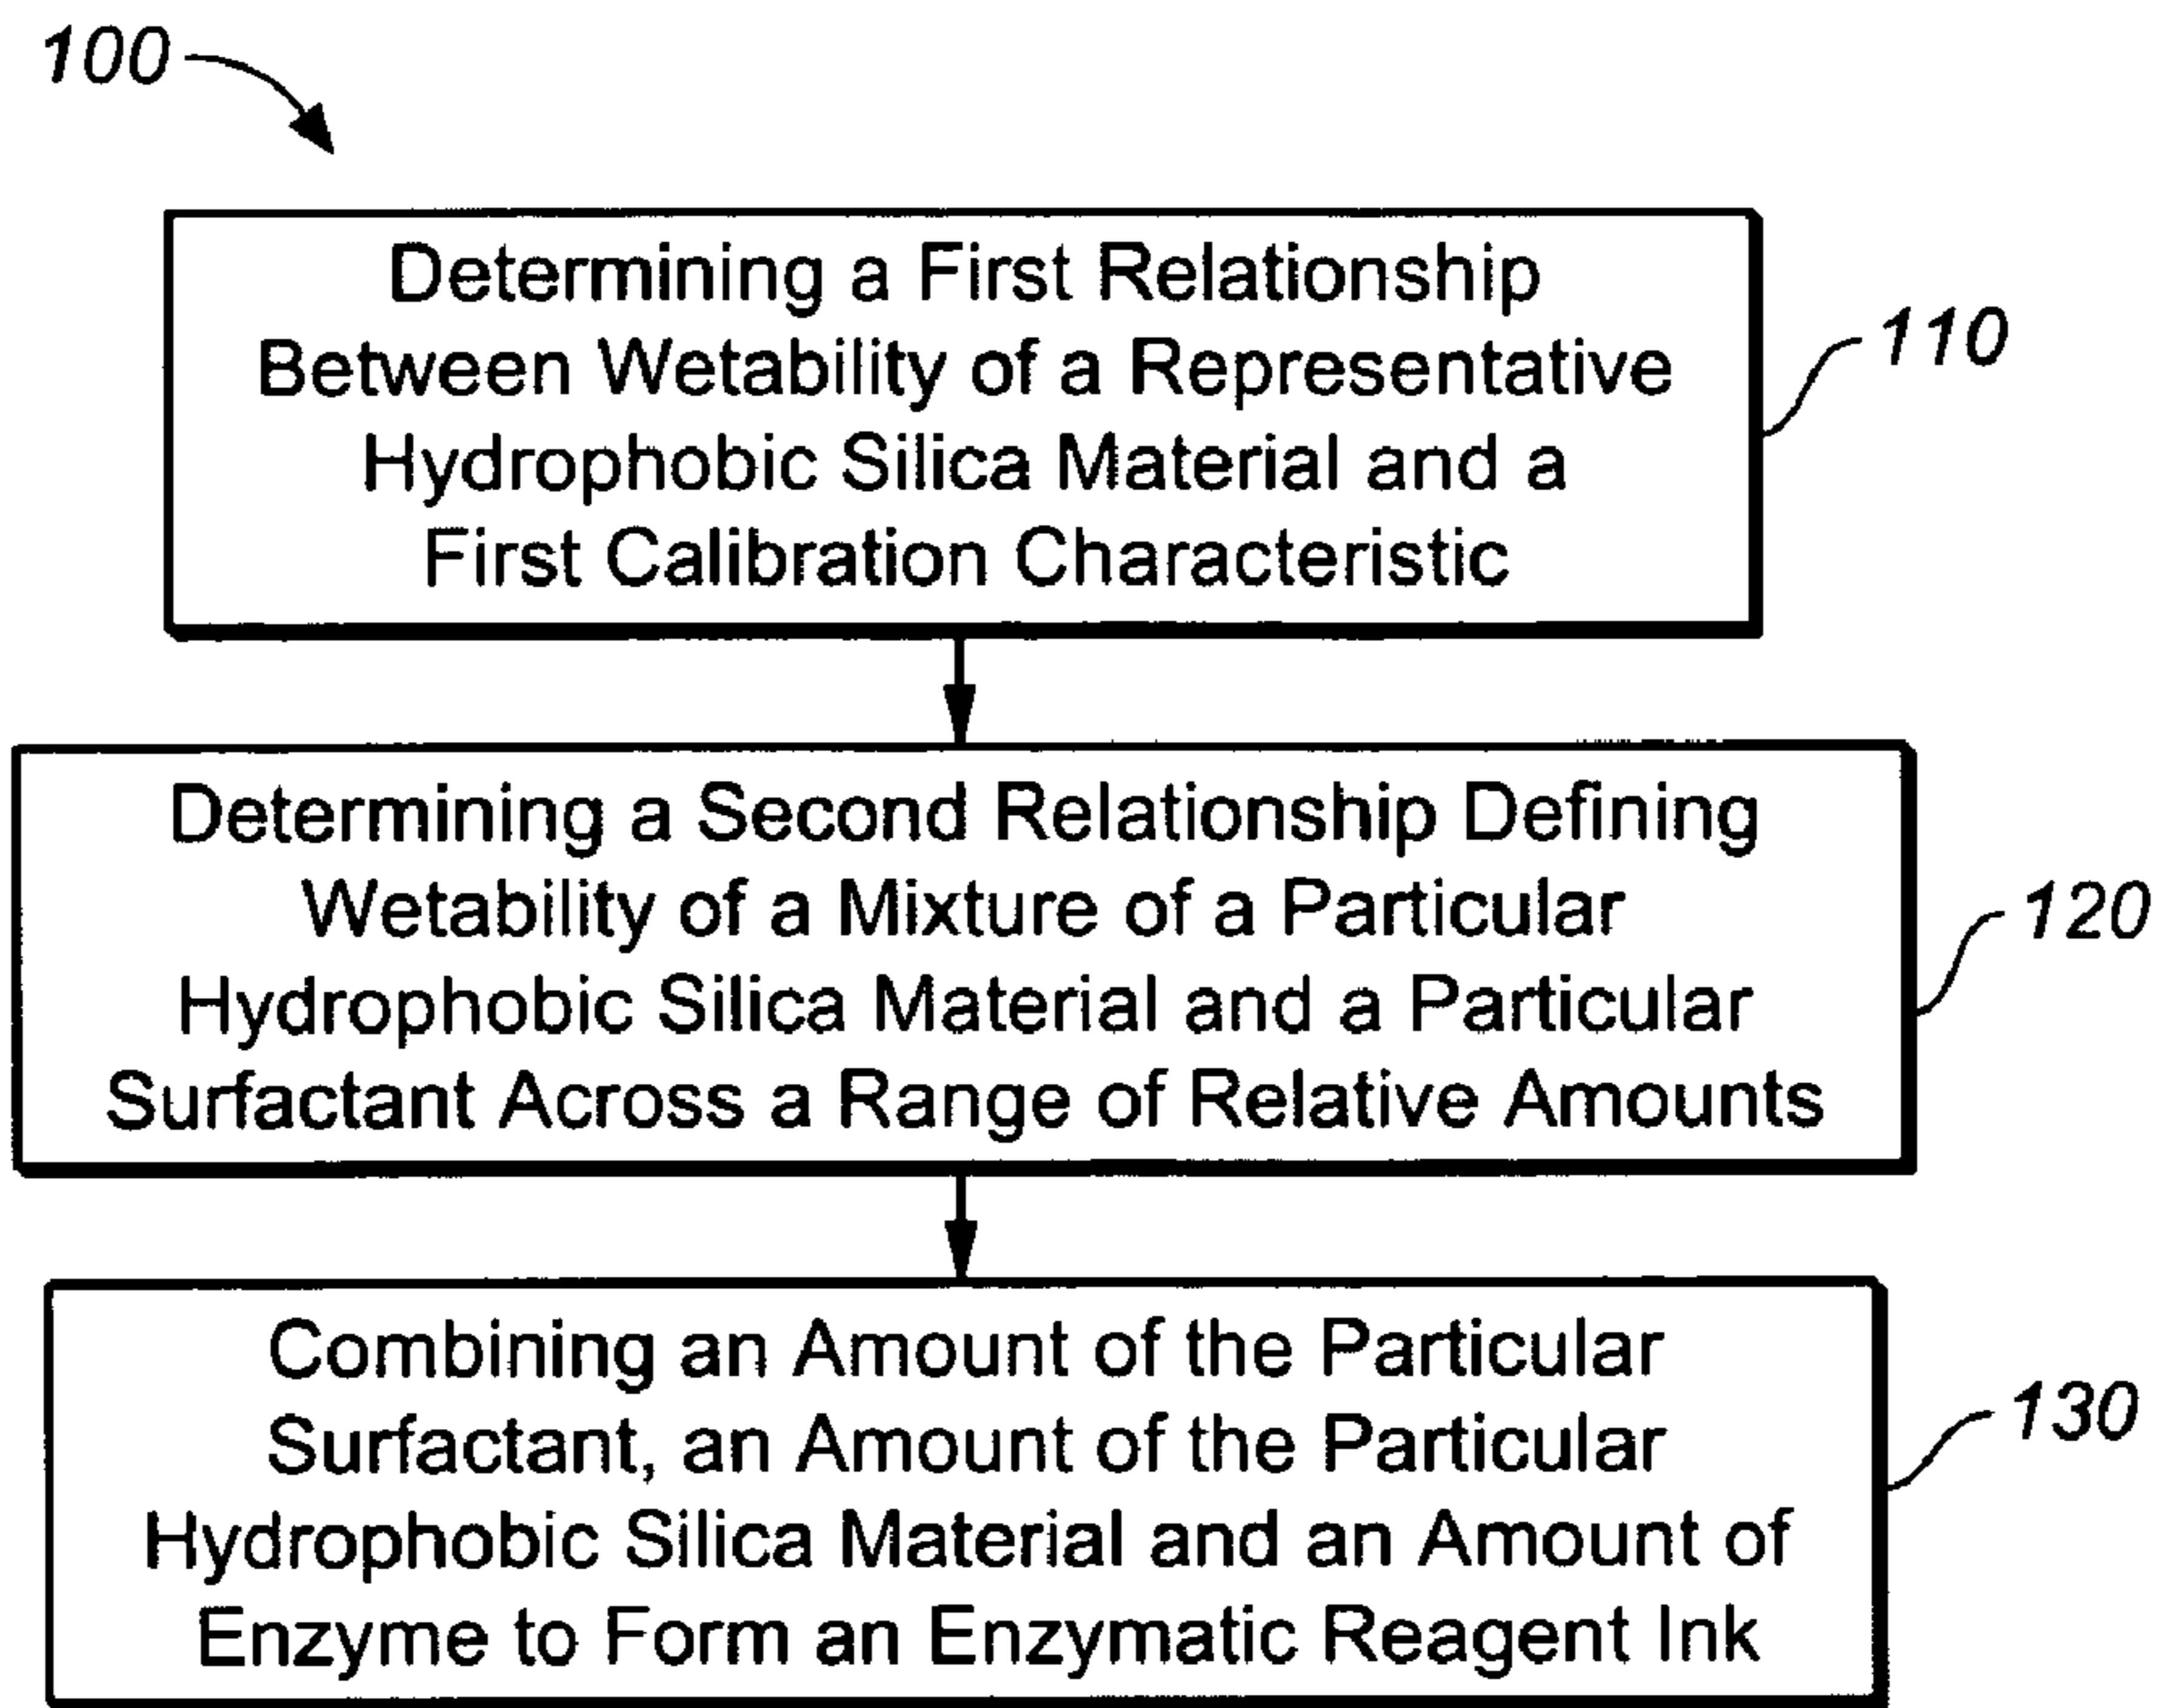 100
Determining a First Relationship
Between Wetability of a Representative
Hydrophobic Silica Material and a
First Calibration Characteristic
110
Determining a Second Relationship Defining
Wetability of a Mixture of a Particular
Hydrophobic Silica Material and a Particular
Surfactant Across a Range of Relative Amounts
120
Combining an Amount of the Particular
Surfactant, an Amount of the Particular
Hydrophobic Silica Material and an Amount of
Enzyme to Form an Enzymatic Reagent Ink
130